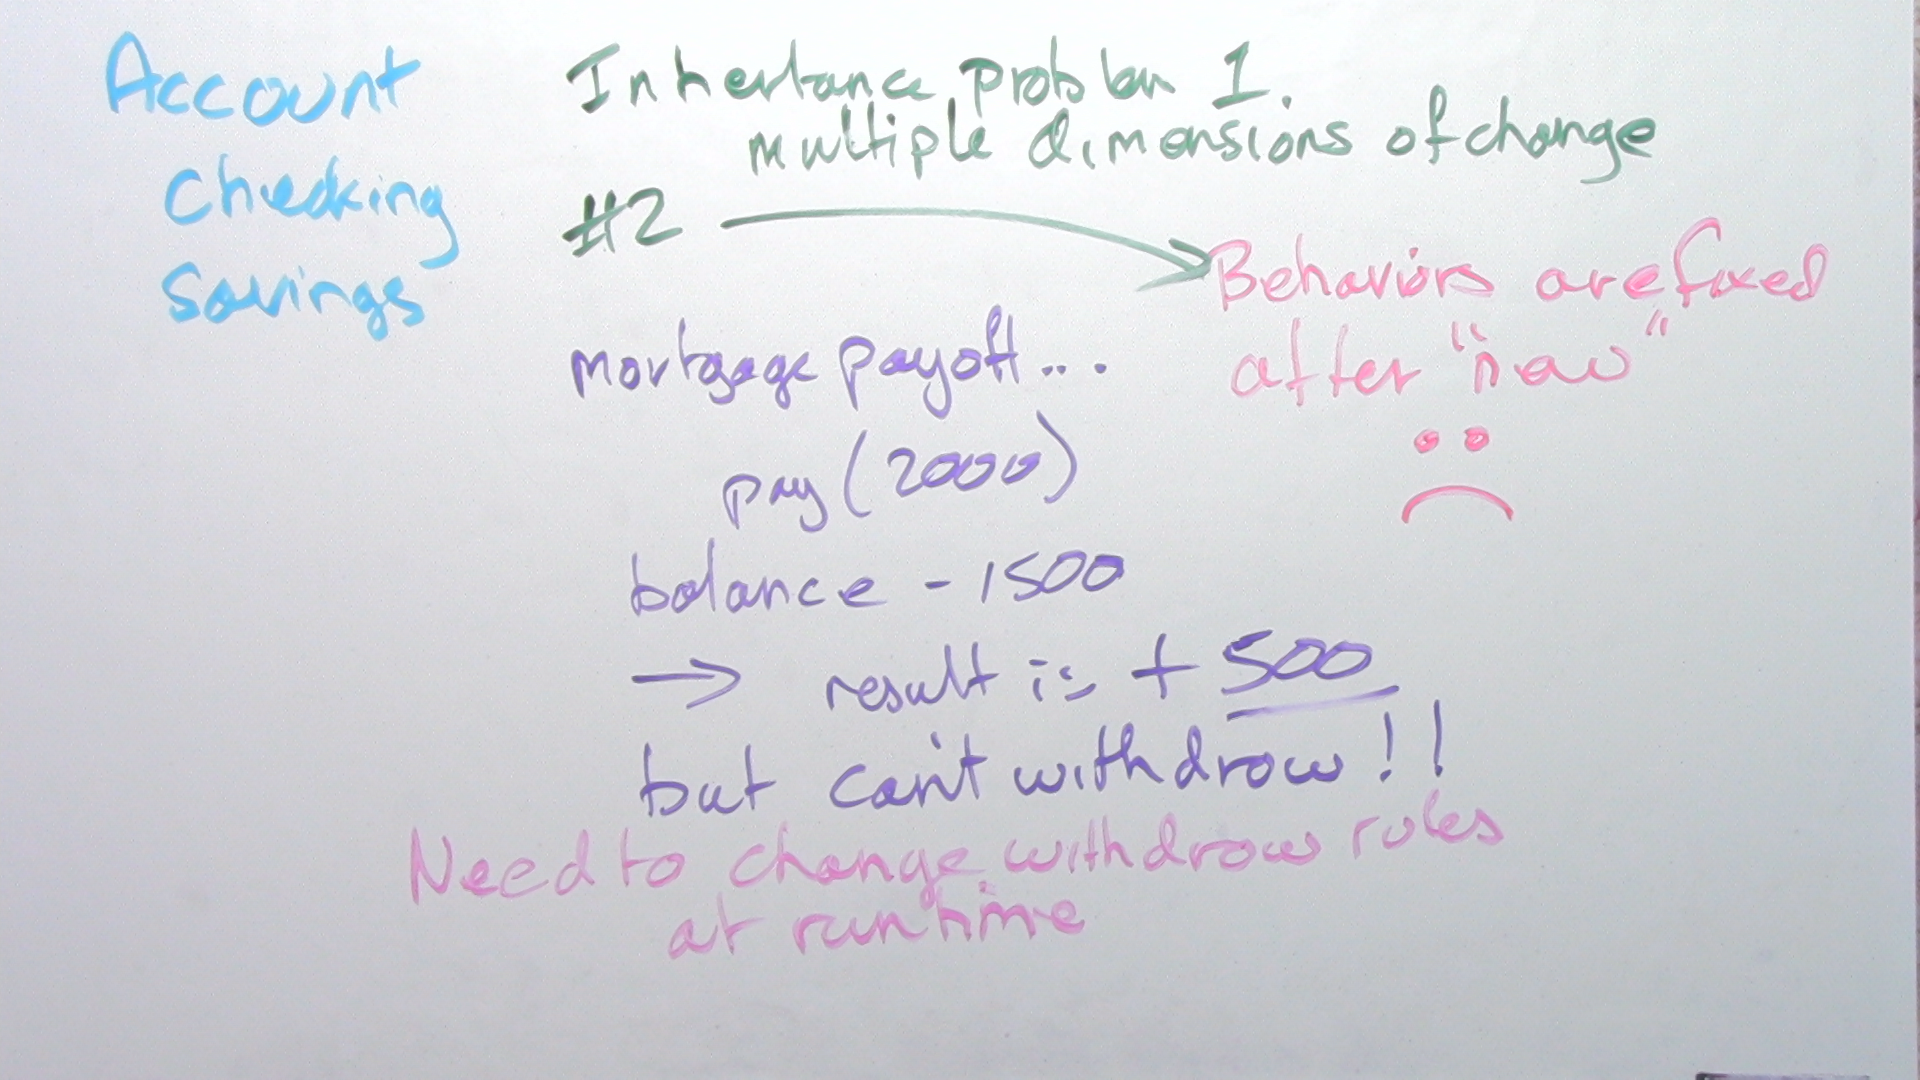 Account
Checking
Savings
Inheritance problem 1.
multiple dimensions of change
#2
Behaviors are fixed
after "new"
mortgage payoff...
pay (2000)
balance - 1500
→ result is + 500
but can't withdraw!!
Need to change withdraw rules
at runtime